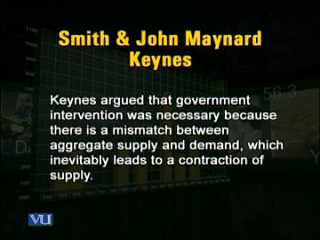 Smith & John Maynard
Keynes
Keynes argued that government
intervention was necessary because
there is a mismatch between
aggregate supply and demand, which
inevitably leads to a contraction of
supply.
VU